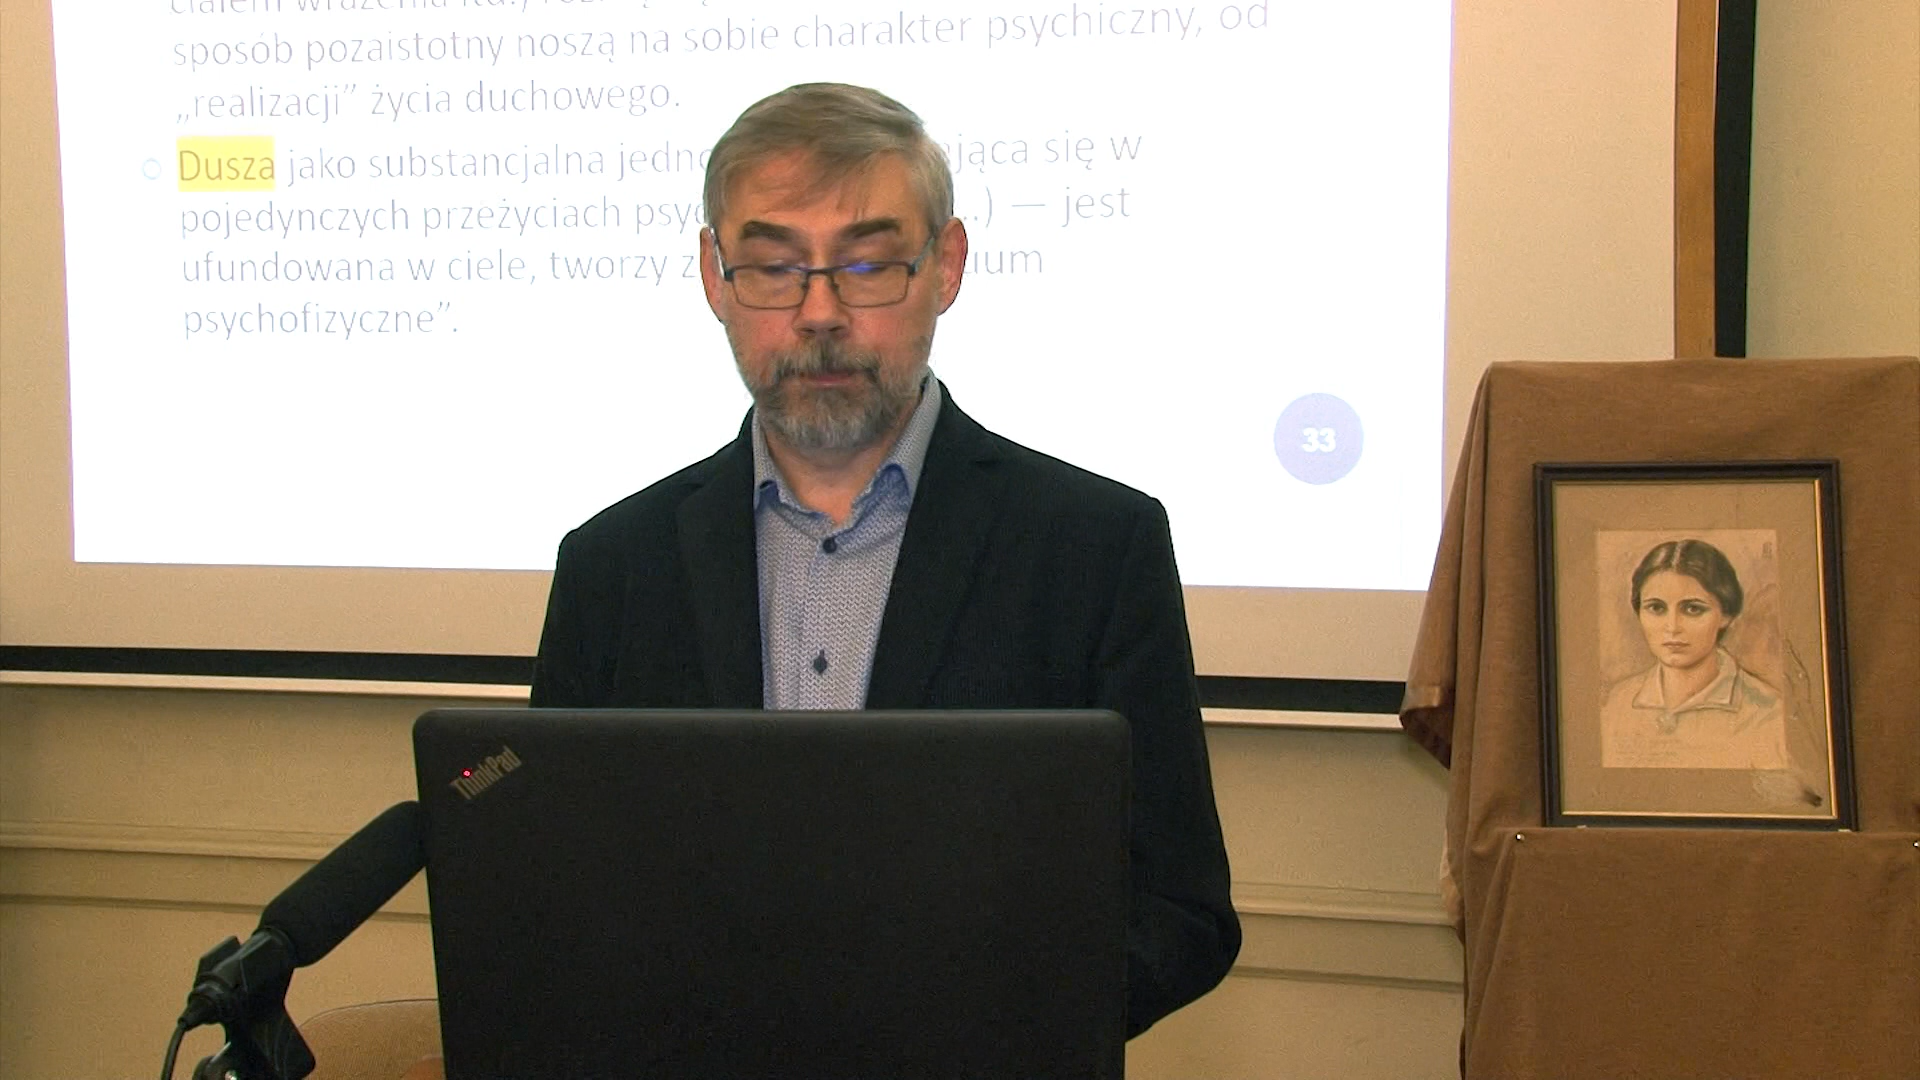 sposób pozaistotny noszą na sobie charakter psychiczny, od
„realizacji” życia duchowego.
Dusza jako substancjalna jedno jąca się w
pojedynczych przeżyciach psyc ..) — jest
ufundowana w ciele, tworzy z uum
psychofizyczne”.
33
ThinkPad